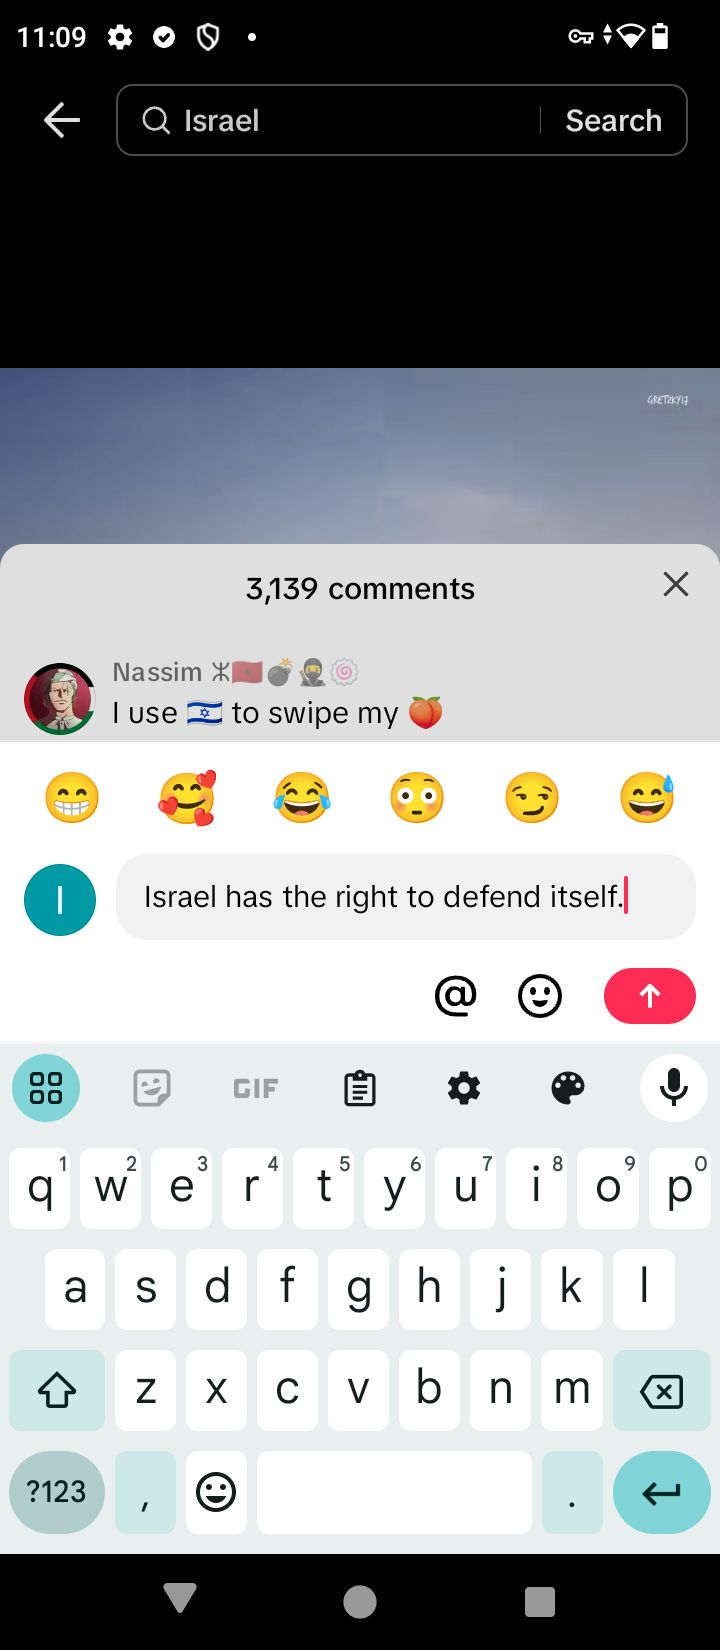 11:09
Israel
Search
GRETZKY17
3,139 comments
Nassim ⵣ🇲🇦💣🥷🍥
I use 🇮🇱 to swipe my 🍑
😁 🥰 😂 😳 😏 😅
I
Israel has the right to defend itself.
@
GIF
q1 w2 e3 r4 t5 y6 u7 i8 o9 p0
a s d f g h j k l
z x c v b n m
?123 , .